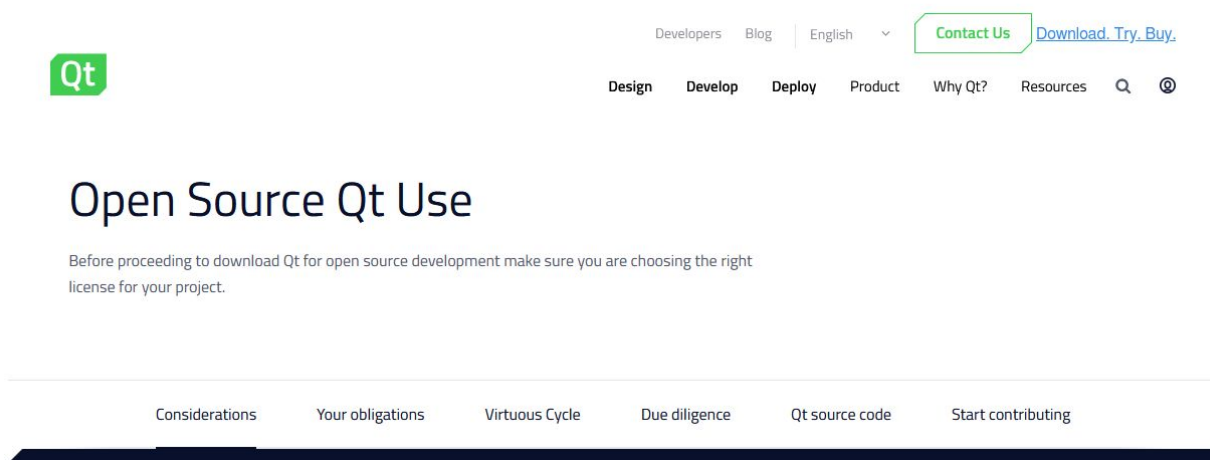 Developers Blog English Contact Us Download. Try. Buy.
Qt
Design Develop Deploy Product Why Qt? Resources
Open Source Qt Use
Before proceeding to download Qt for open source development make sure you are choosing the right
license for your project.
Considerations Your obligations Virtuous Cycle Due diligence Qt source code Start contributing